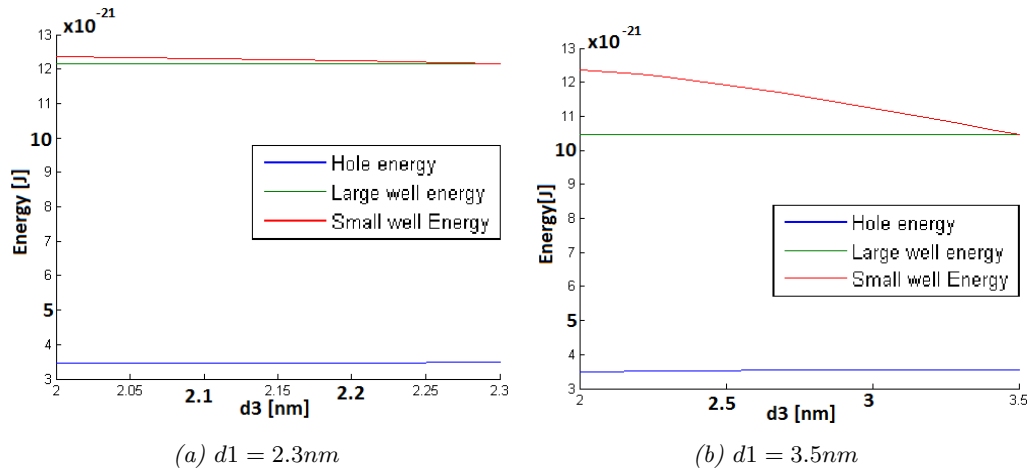 x10 -21
13
12
11
10
9
8
7
6
5
4
3
Energy [J]
Hole energy
Large well energy
Small well Energy
2
2.05
2.1
2.15
2.2
2.25
2.3
d3 [nm]
(a) d1 = 2.3nm
x10 -21
13
12
11
10
9
8
7
6
5
4
3
Energy[J]
Hole energy
Large well energy
Small well Energy
2
2.5
3
3.5
d3 [nm]
(b) d1 = 3.5nm